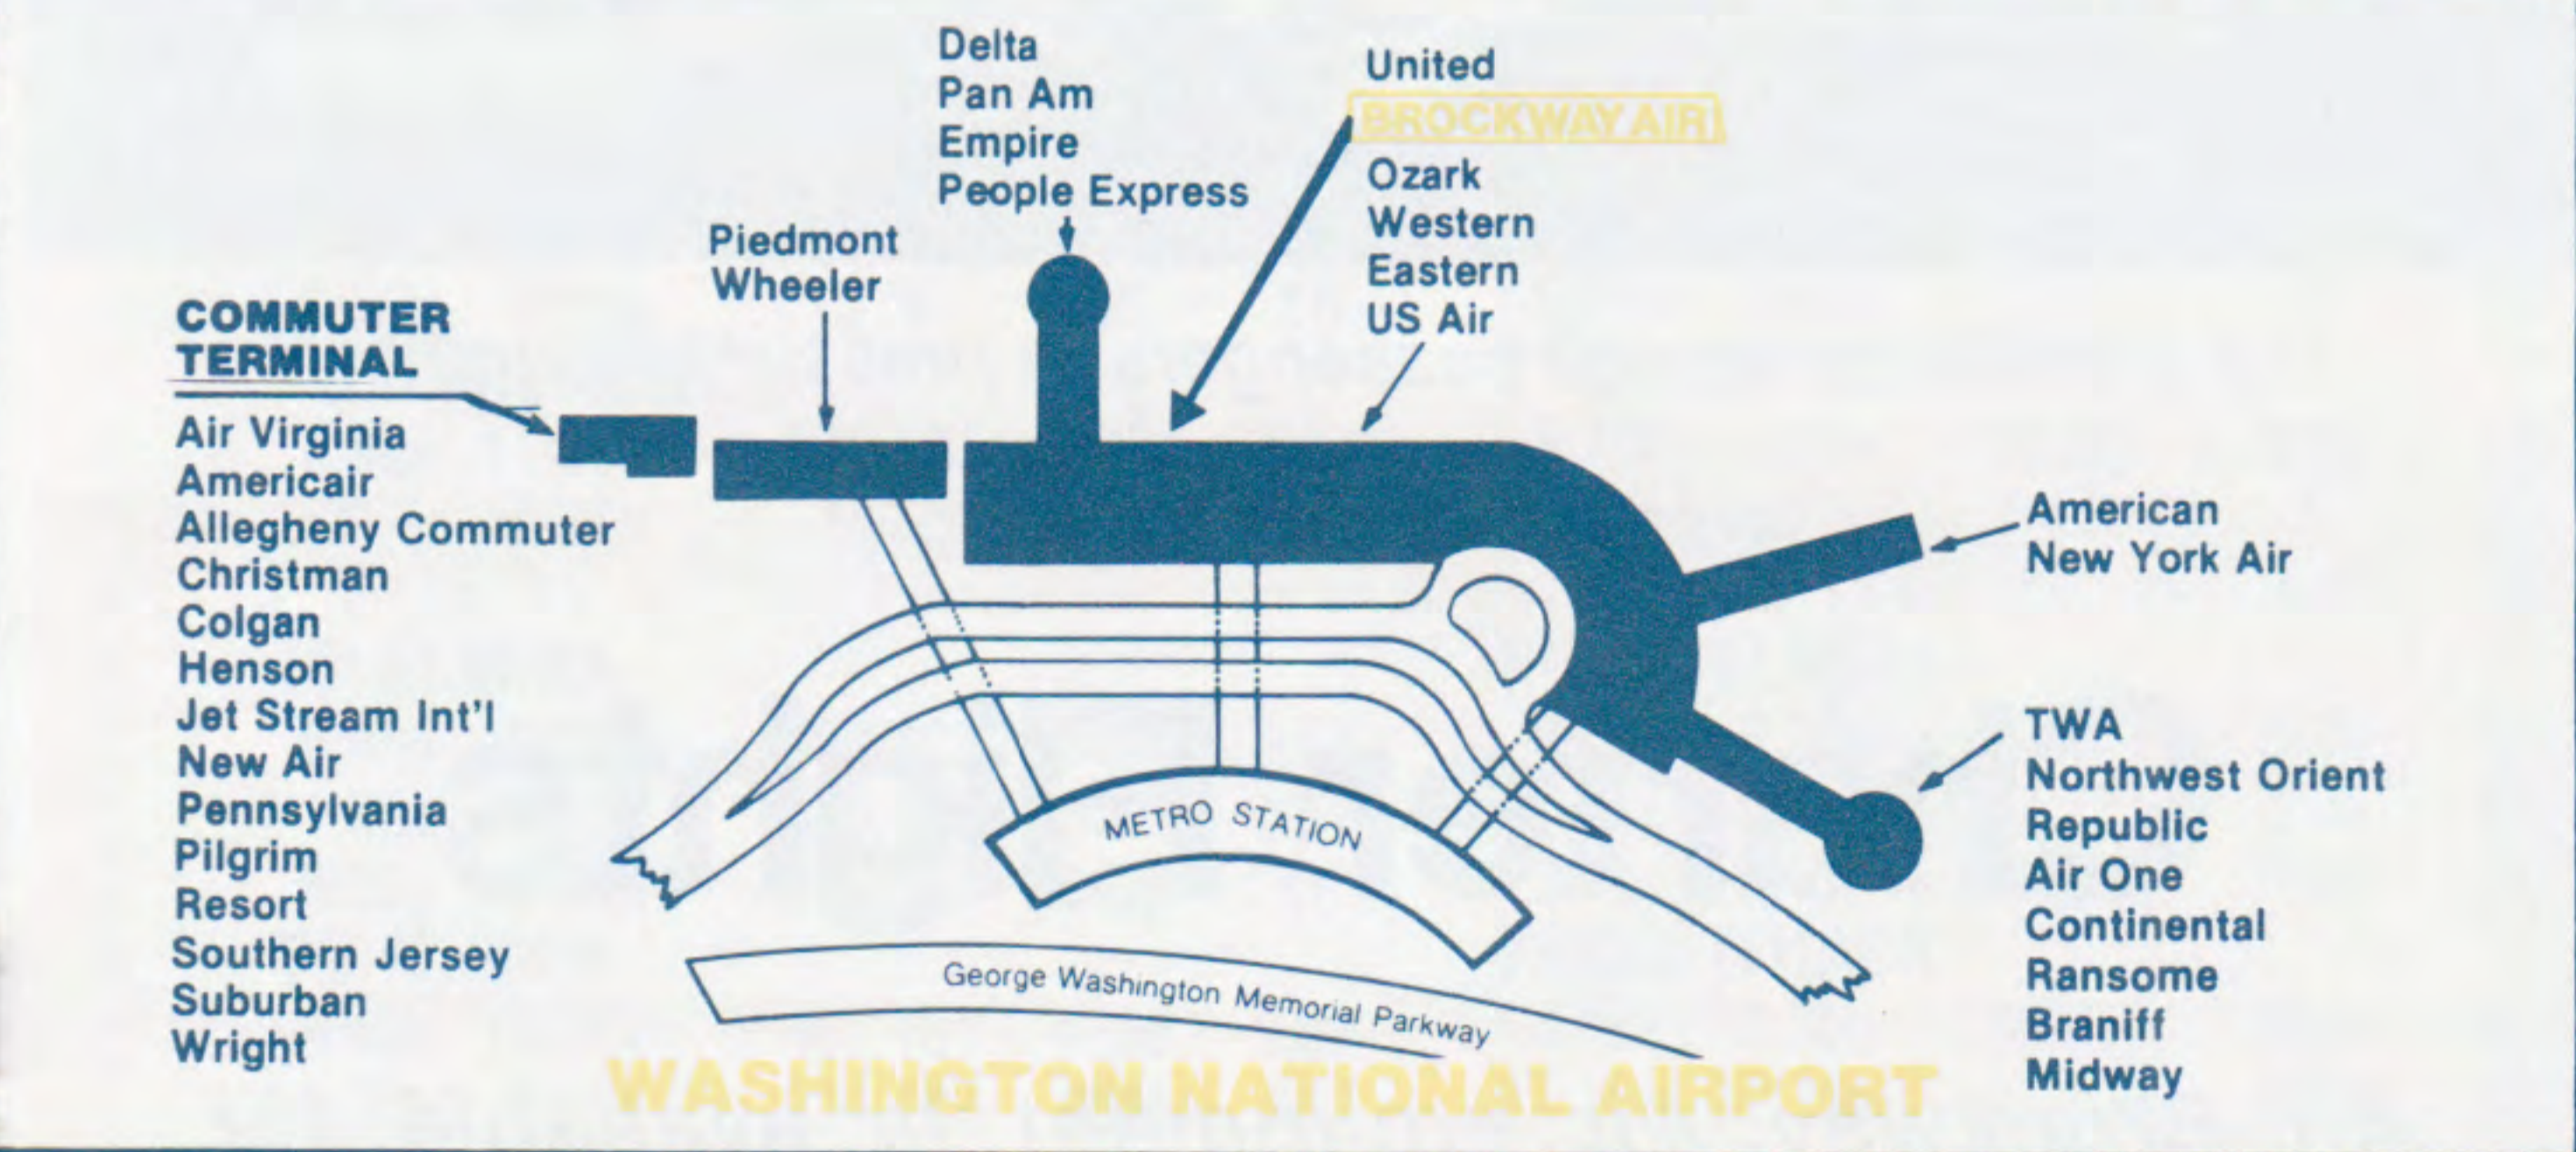 Delta
Pan Am
Empire
People Express
United
BROCKWAY AIR
Ozark
Western
Eastern
US Air
Piedmont
Wheeler
COMMUTER
TERMINAL
Air Virginia
Americair
Allegheny Commuter
Christman
Colgan
Henson
Jet Stream Int'l
New Air
Pennsylvania
Pilgrim
Resort
Southern Jersey
Suburban
Wright
American
New York Air
TWA
Northwest Orient
Republic
Air One
Continental
Ransome
Braniff
Midway
METRO STATION
George Washington Memorial Parkway
WASHINGTON NATIONAL AIRPORT